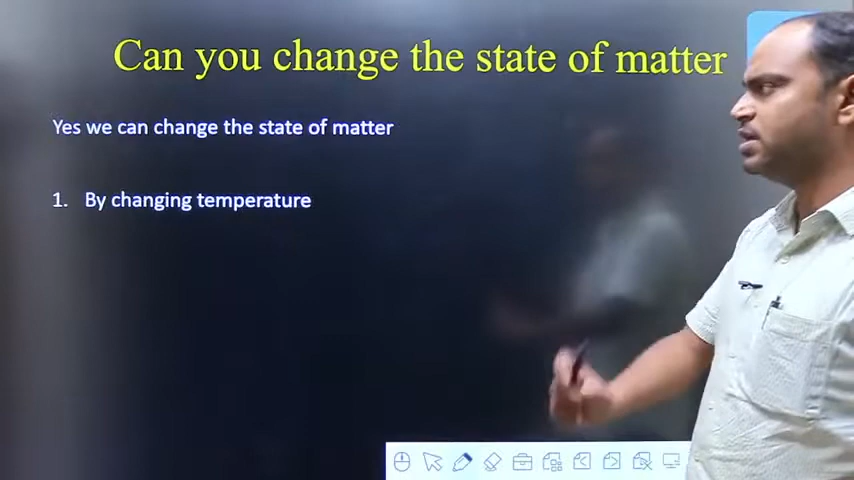 Can you change the state of matter
Yes we can change the state of matter
1. By changing temperature